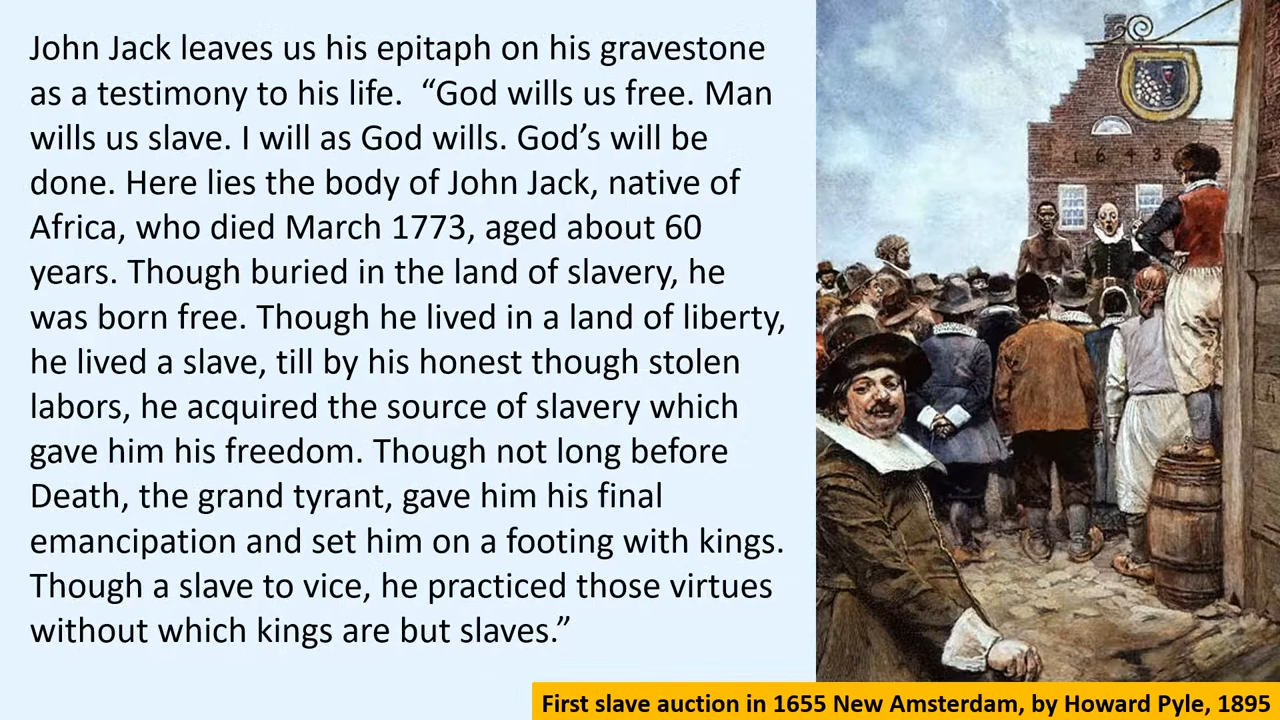 John Jack leaves us his epitaph on his gravestone
as a testimony to his life.  “God wills us free. Man
wills us slave. I will as God wills. God’s will be
done. Here lies the body of John Jack, native of
Africa, who died March 1773, aged about 60
years. Though buried in the land of slavery, he
was born free. Though he lived in a land of liberty,
he lived a slave, till by his honest though stolen
labors, he acquired the source of slavery which
gave him his freedom. Though not long before
Death, the grand tyrant, gave him his final
emancipation and set him on a footing with kings.
Though a slave to vice, he practiced those virtues
without which kings are but slaves.”
1643
First slave auction in 1655 New Amsterdam, by Howard Pyle, 1895